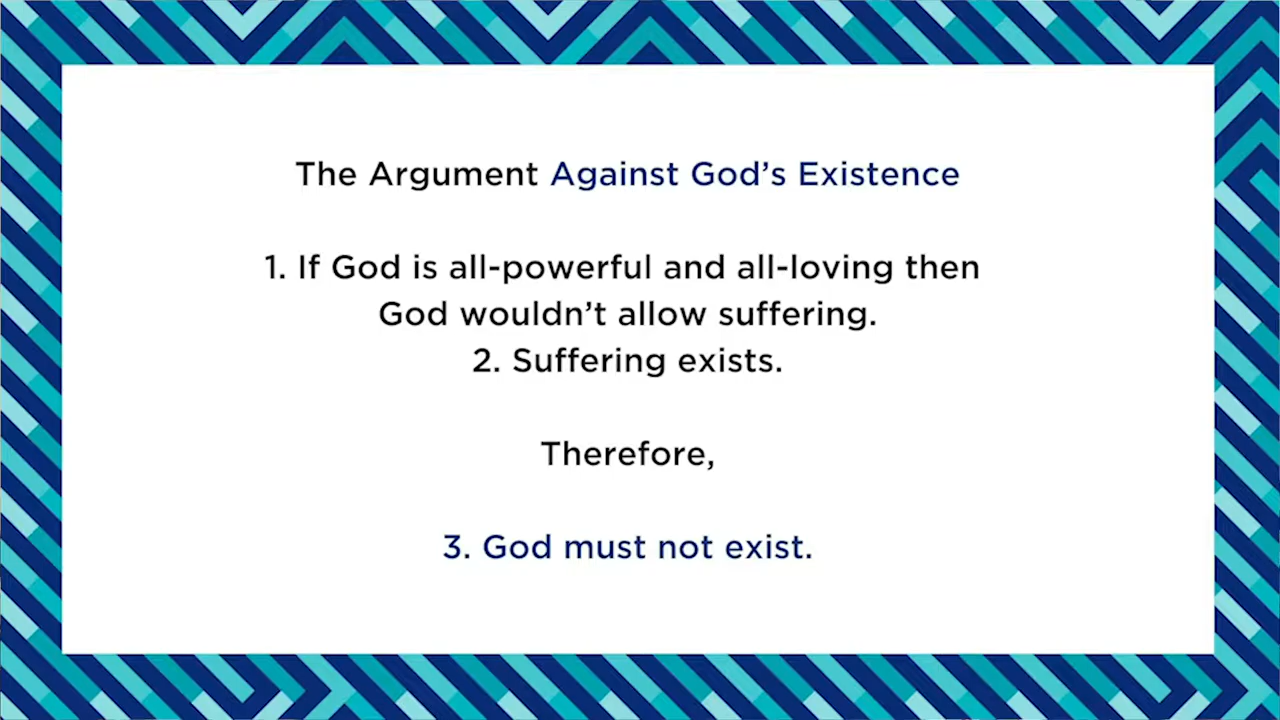 The Argument Against God’s Existence
1. If God is all-powerful and all-loving then
God wouldn’t allow suffering.
2. Suffering exists.
Therefore,
3. God must not exist.